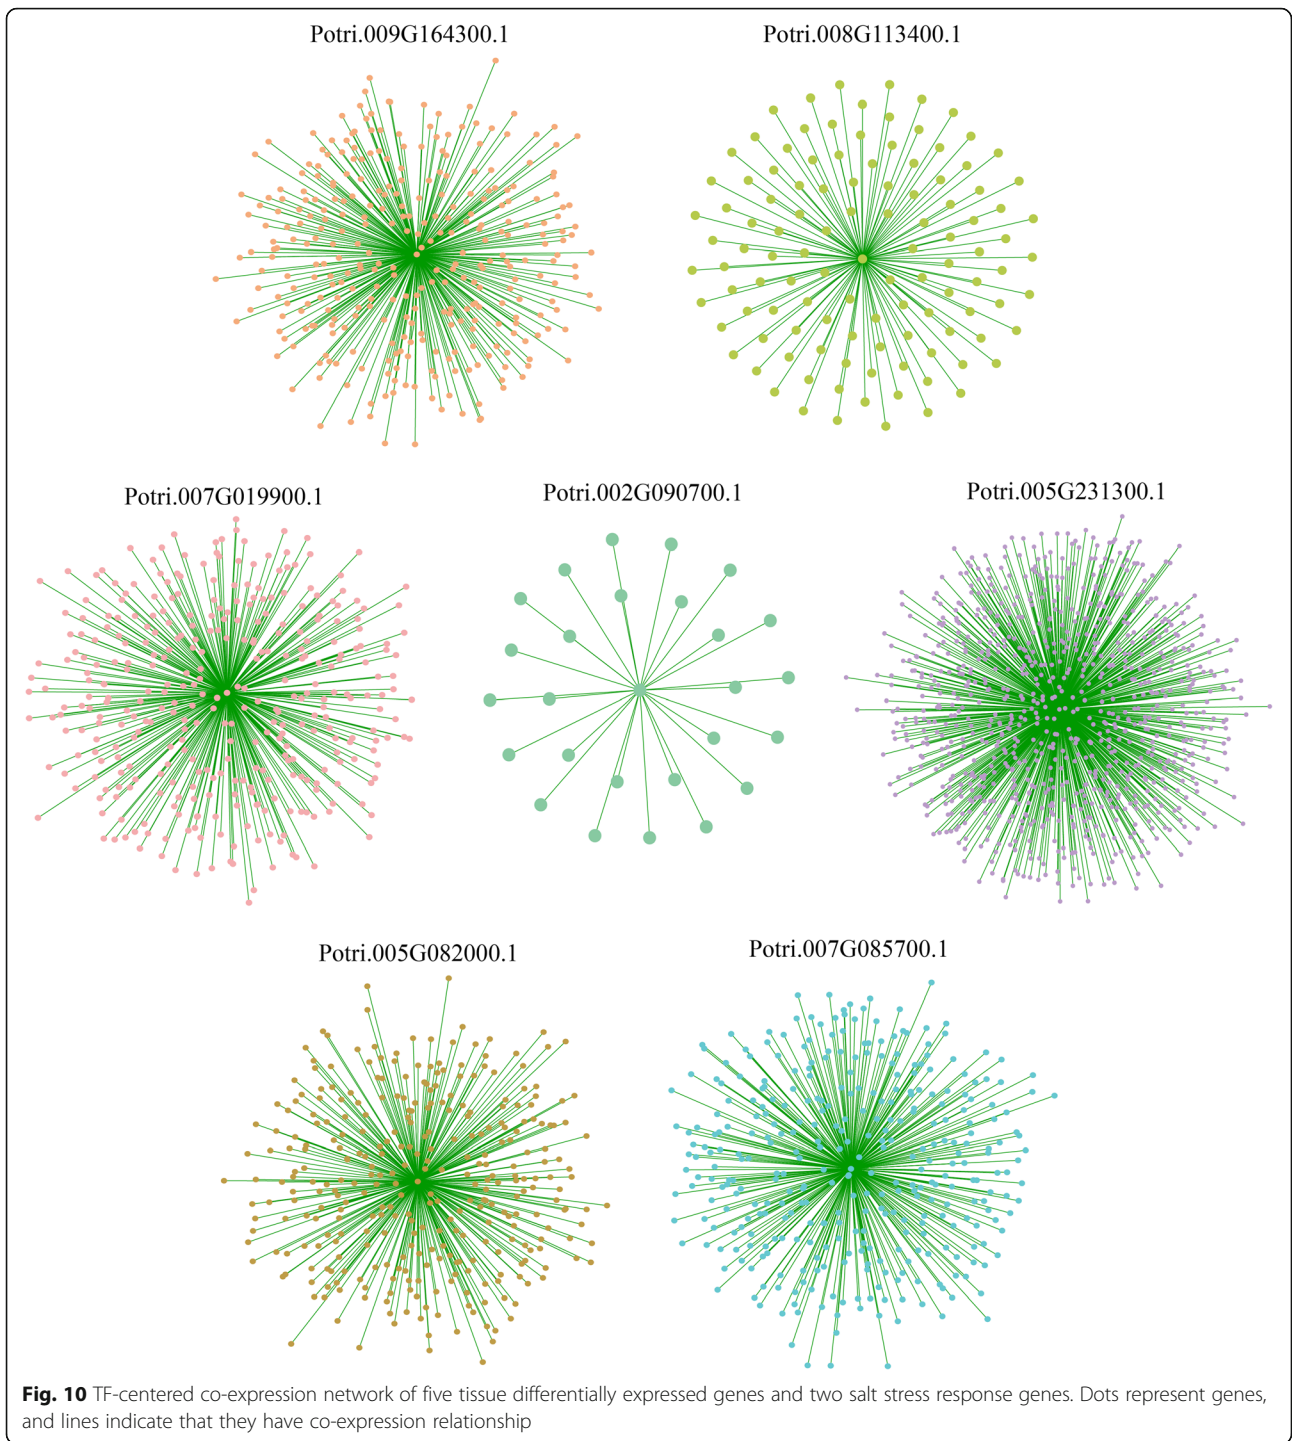 Potri.009G164300.1
Potri.008G113400.1
Potri.007G019900.1
Potri.002G090700.1
Potri.005G231300.1
Potri.005G082000.1
Potri.007G085700.1
Fig. 10 TF-centered co-expression network of five tissue differentially expressed genes and two salt stress response genes. Dots represent genes,
and lines indicate that they have co-expression relationship